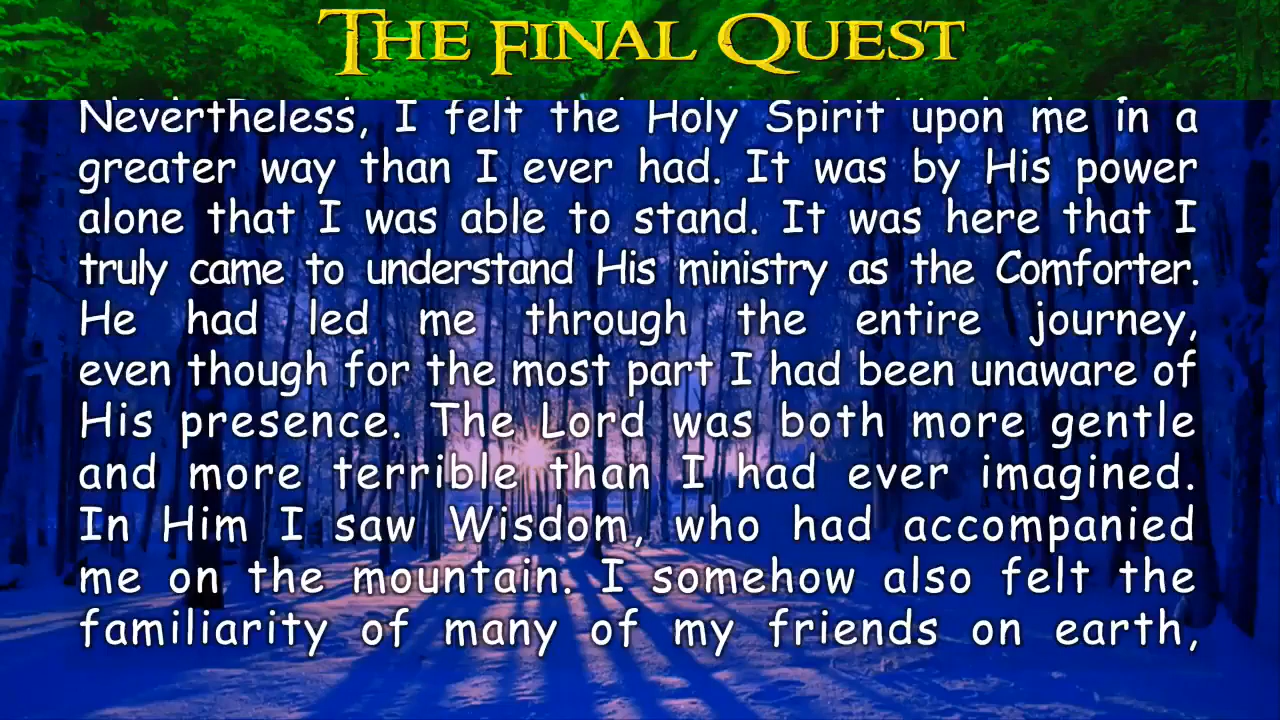 THE FINAL QUEST
Nevertheless, I felt the Holy Spirit upon me in a
greater way than I ever had. It was by His power
alone that I was able to stand. It was here that I
truly came to understand His ministry as the Comforter.
He had led me through the entire journey,
even though for the most part I had been unaware of
His presence. The Lord was both more gentle
and more terrible than I had ever imagined.
In Him I saw Wisdom, who had accompanied
me on the mountain. I somehow also felt the
familiarity of many of my friends on earth,